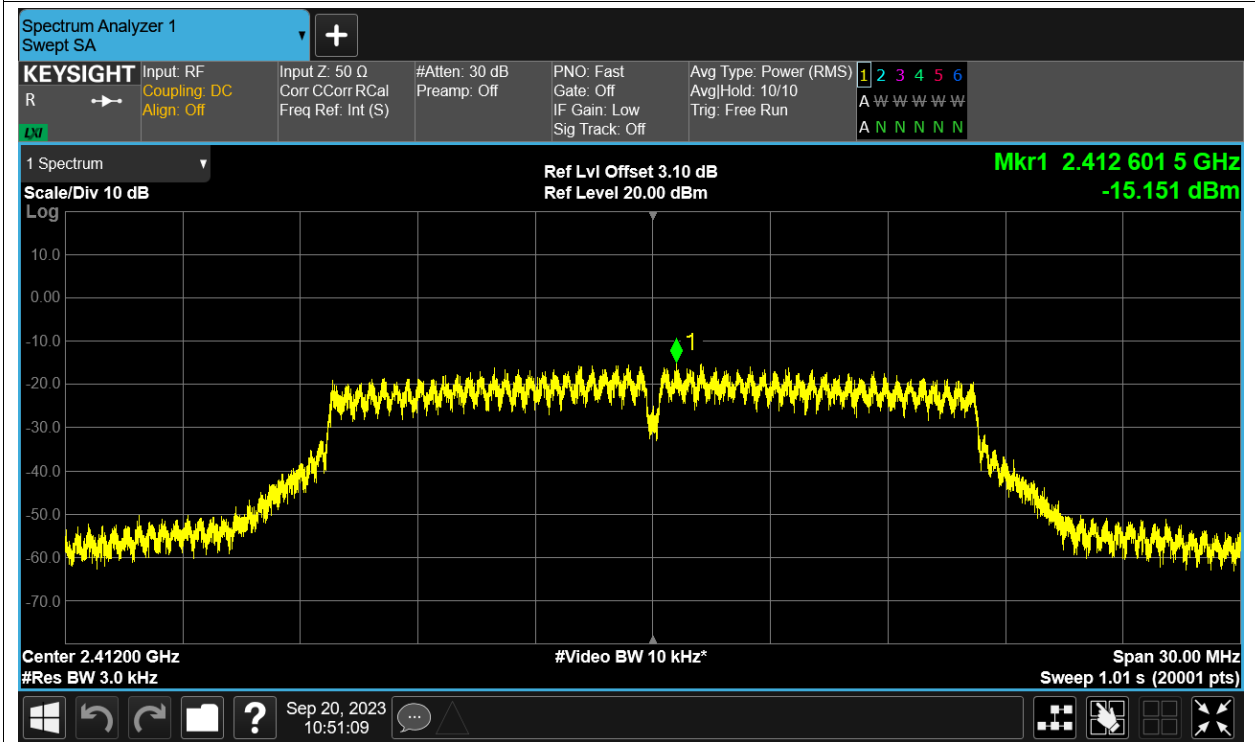 Spectrum Analyzer 1
Swept SA
+
KEYSIGHT
R
LXI
Input: RF
Coupling: DC
Align: Off
Input Z: 50 Ω
Corr CCorr RCal
Freq Ref: Int (S)
#Atten: 30 dB
Preamp: Off
PNO: Fast
Gate: Off
IF Gain: Low
Sig Track: Off
Avg Type: Power (RMS)
Avg|Hold: 10/10
Trig: Free Run
1 2 3 4 5 6
A W W W W W
A N N N N N
1 Spectrum
Scale/Div 10 dB
Ref Lvl Offset 3.10 dB
Ref Level 20.00 dBm
Mkr1 2.412 601 5 GHz
-15.151 dBm
Log
10.0
0.00
-10.0
-20.0
-30.0
-40.0
-50.0
-60.0
-70.0
1
Center 2.41200 GHz
#Res BW 3.0 kHz
#Video BW 10 kHz*
Span 30.00 MHz
Sweep 1.01 s (20001 pts)
?
Sep 20, 2023
10:51:09